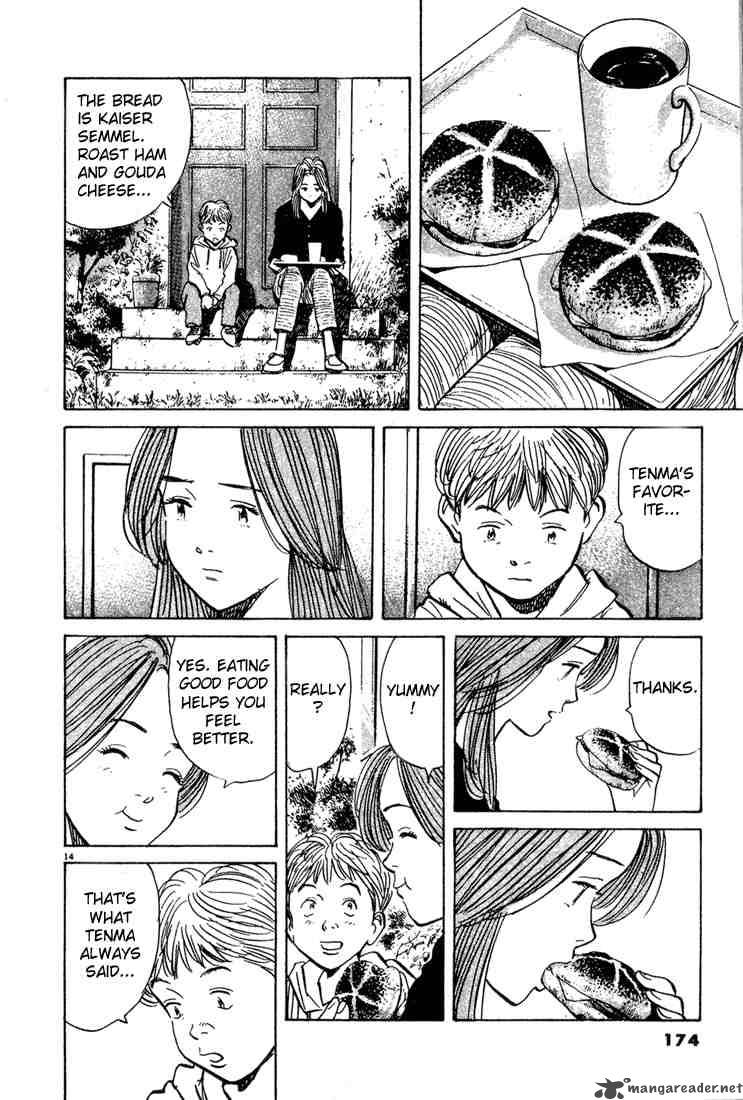 THE BREAD
IS KAISER
SEMMEL.
ROAST HAM
AND GOUDA
CHEESE...
TENMA'S
FAVOR-
ITE...
THANKS.
YUMMY
!
REALLY
?
YES. EATING
GOOD FOOD
HELPS YOU
FEEL
BETTER.
14
THAT'S
WHAT
TENMA
ALWAYS
SAID...
174
mangareader.net